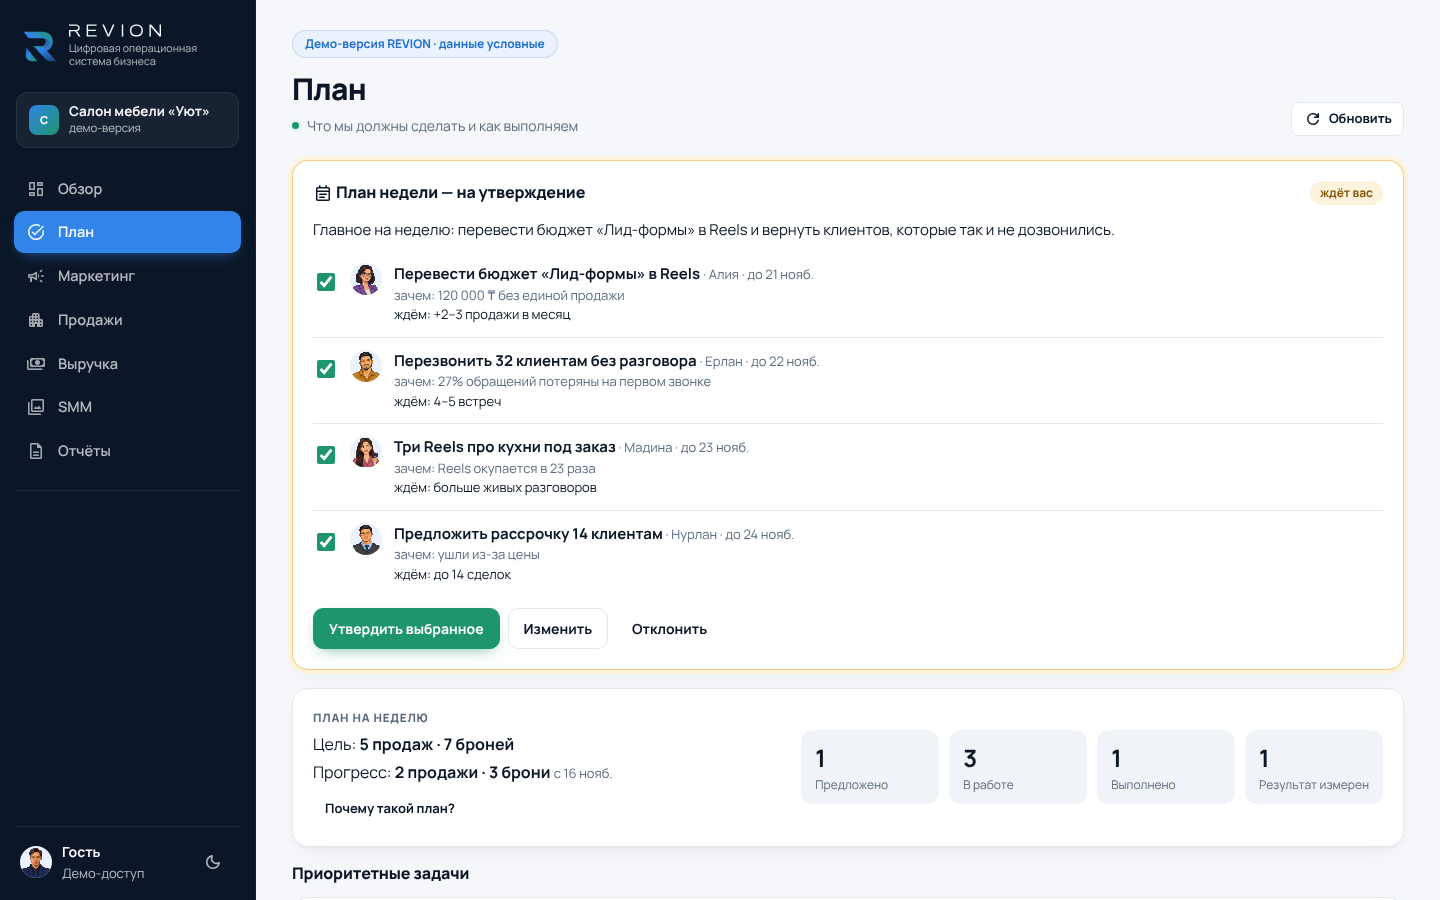 REVION
Цифровая операционная
система бизнеса
С
Салон мебели «Уют»
демо-версия
Обзор
План
Маркетинг
Продажи
Выручка
SMM
Отчёты
Гость
Демо-доступ
Демо-версия REVION · данные условные
План
Что мы должны сделать и как выполняем
Обновить
План недели — на утверждение
ждёт вас
Главное на неделю: перевести бюджет «Лид-формы» в Reels и вернуть клиентов, которые так и не дозвонились.
Перевести бюджет «Лид-формы» в Reels · Алия · до 21 нояб.
зачем: 120 000 ₸ без единой продажи
ждём: +2–3 продажи в месяц
Перезвонить 32 клиентам без разговора · Ерлан · до 22 нояб.
зачем: 27% обращений потеряны на первом звонке
ждём: 4–5 встреч
Три Reels про кухни под заказ · Мадина · до 23 нояб.
зачем: Reels окупается в 23 раза
ждём: больше живых разговоров
Предложить рассрочку 14 клиентам · Нурлан · до 24 нояб.
зачем: ушли из-за цены
ждём: до 14 сделок
Утвердить выбранное
Изменить
Отклонить
ПЛАН НА НЕДЕЛЮ
Цель: 5 продаж · 7 броней
Прогресс: 2 продажи · 3 брони с 16 нояб.
Почему такой план?
1
Предложено
3
В работе
1
Выполнено
1
Результат измерен
Приоритетные задачи